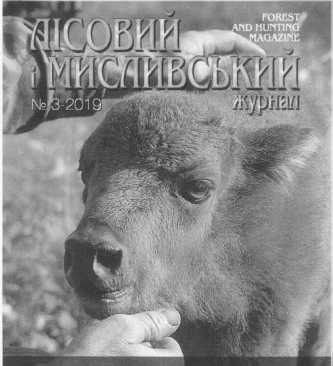 ЛІСОВИЙ
FOREST
AND HUNTING
MAGAZINE
і МИСЛИВСЬКИЙ
№ 3·2019
журнал